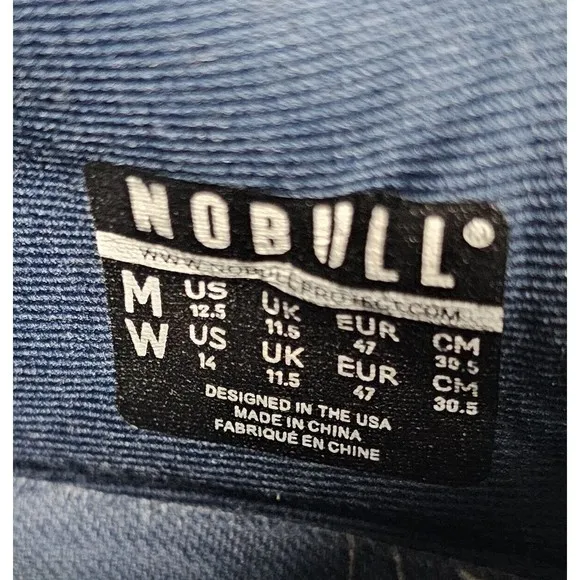 NOBULL®
WWW.NOBULLPROJECT.COM
M US 12.5 UK 11.5 EUR 47 CM 30.5
W US 14 UK 11.5 EUR 47 CM 30.5
DESIGNED IN THE USA
MADE IN CHINA
FABRIQUÉ EN CHINE